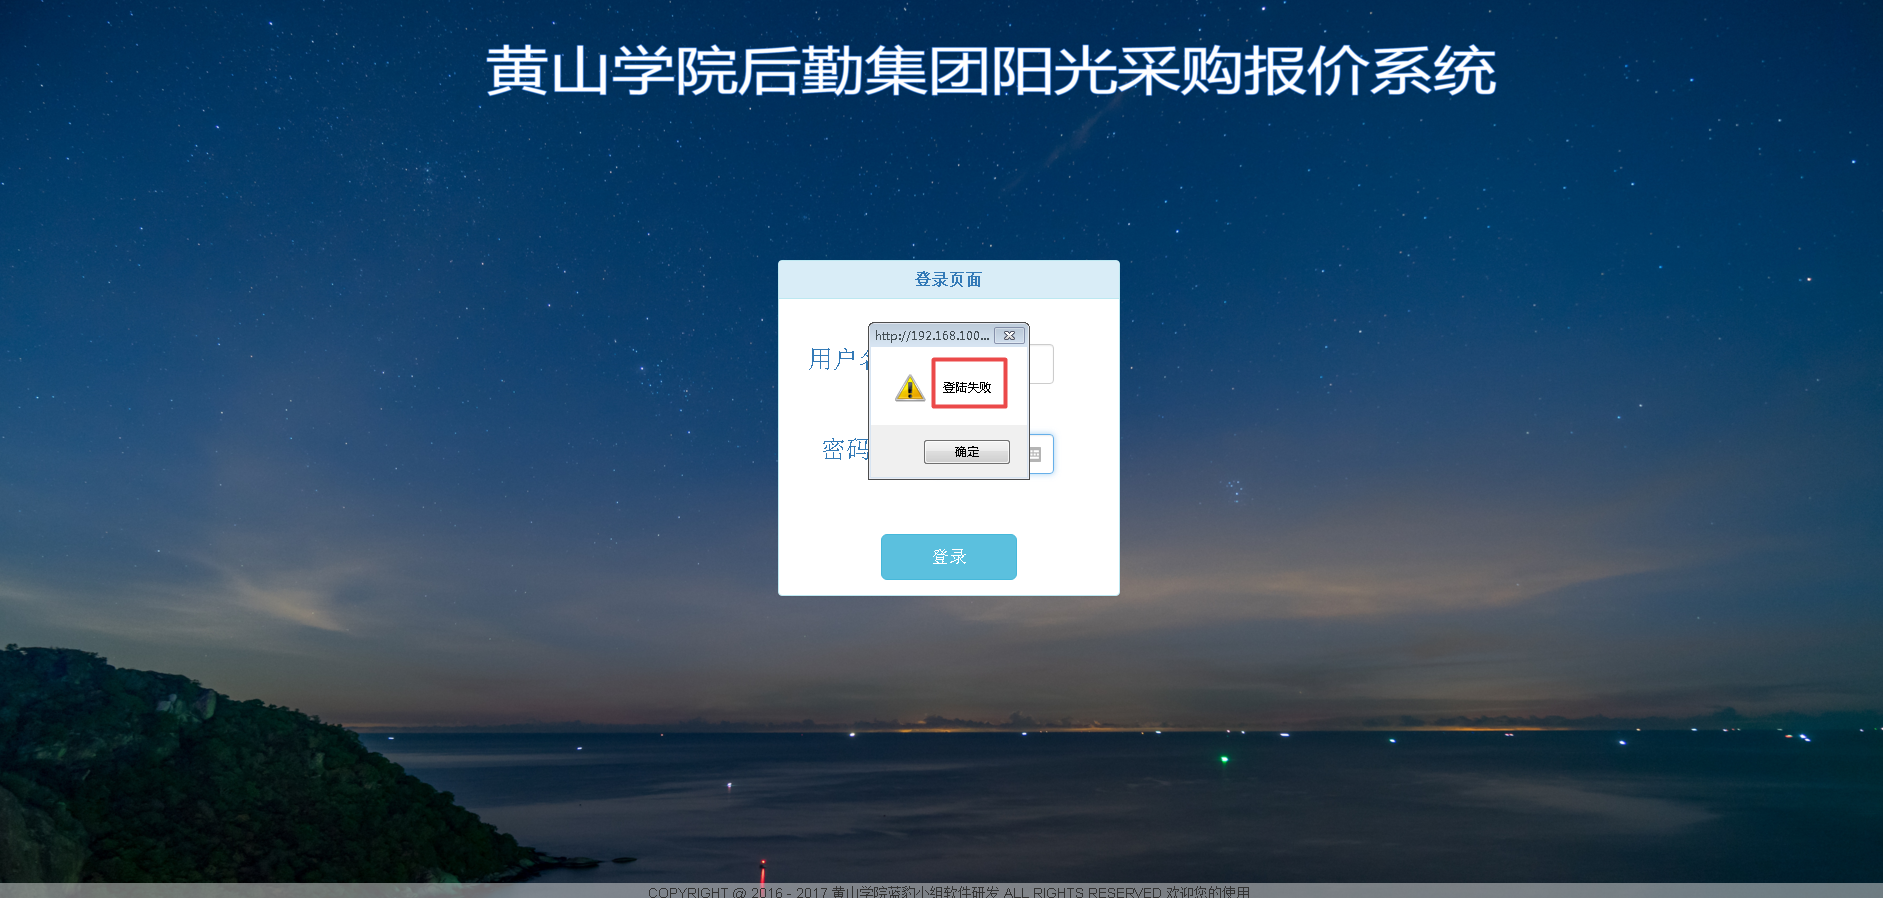 黄山学院后勤集团阳光采购报价系统
登录页面
http://192.168.100...
用户名
登陆失败
密码
确定
登录
COPYRIGHT @ 2016 - 2017 黄山学院蓝豹小组软件研发 ALL RIGHTS RESERVED 欢迎您的使用